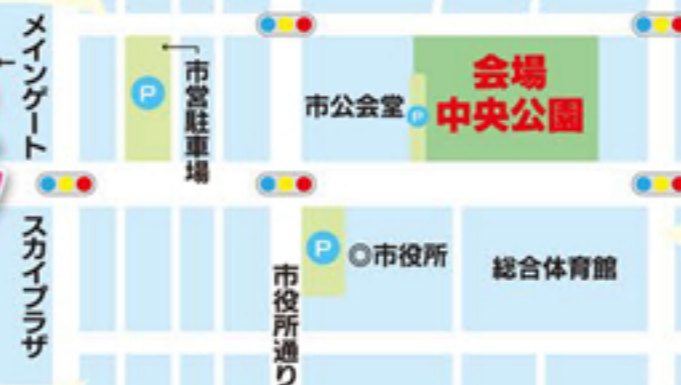 メインゲート
P
市営駐車場
市公会堂
P
会場
中央公園
スカイプラザ
市役所通り
P
◎市役所
総合体育館